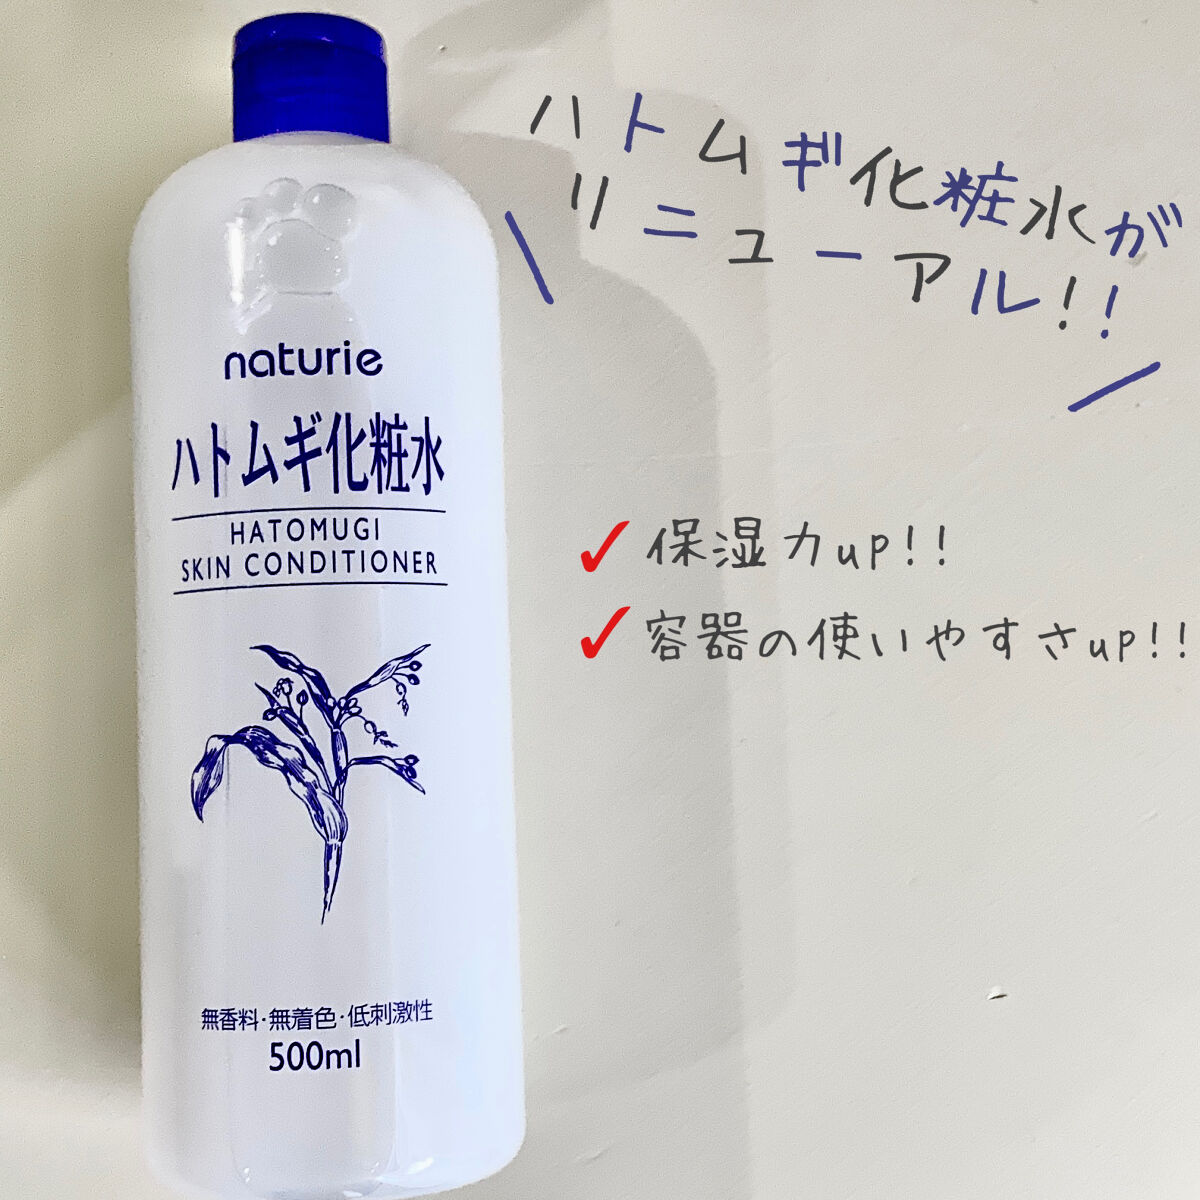 naturie
ハトムギ化粧水
HATOMUGI
SKIN CONDITIONER
無香料・無着色・低刺激性
500ml
ハトムギ化粧水が
リニューアル!!
保湿力up!!
容器の使いやすさup!!